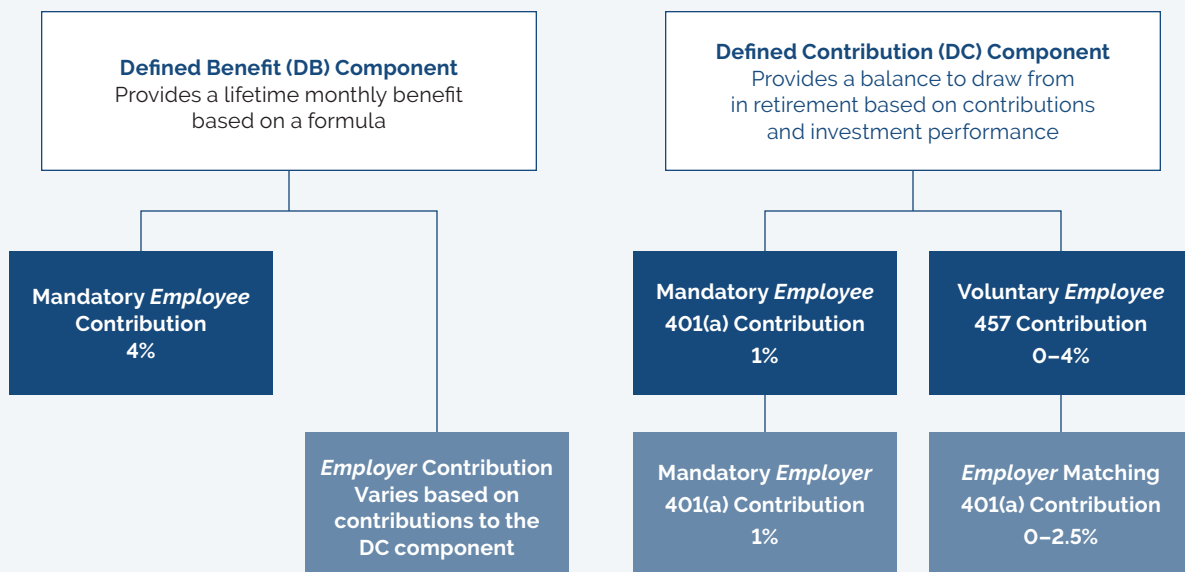 Defined Benefit (DB) Component
Provides a lifetime monthly benefit
based on a formula
Mandatory Employee
Contribution
4%
Employer Contribution
Varies based on
contributions to the
DC component
Defined Contribution (DC) Component
Provides a balance to draw from
in retirement based on contributions
and investment performance
Mandatory Employee
401(a) Contribution
1%
Voluntary Employee
457 Contribution
0–4%
Mandatory Employer
401(a) Contribution
1%
Employer Matching
401(a) Contribution
0–2.5%